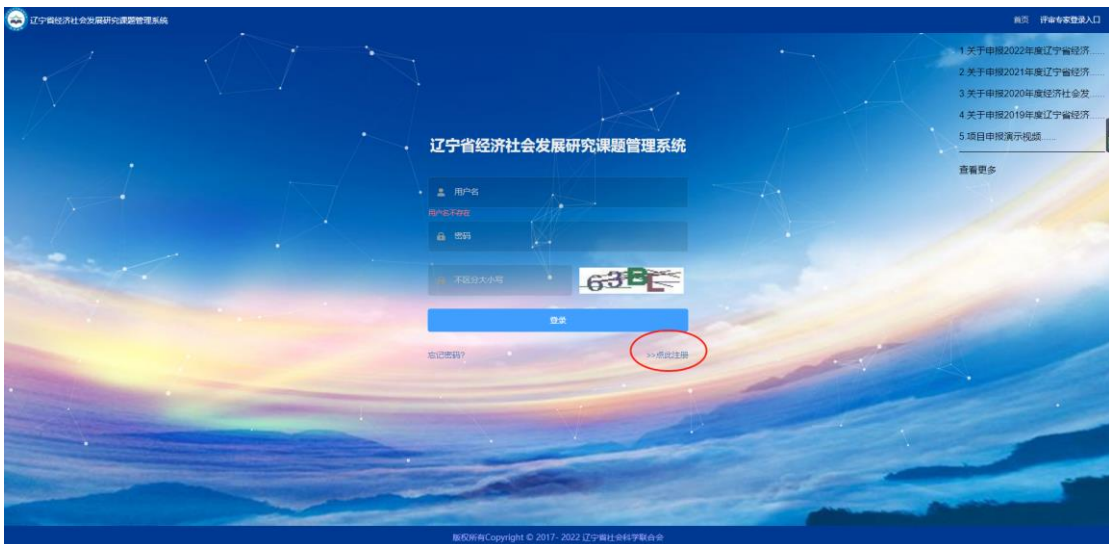 辽宁省经济社会发展研究课题管理系统
首页 评审专家登录入口
1.关于申报2022年度辽宁省经济......
2.关于申报2021年度辽宁省经济......
3.关于申报2020年度经济社会发......
4.关于申报2019年度辽宁省经济......
5.项目申报演示视频......
查看更多
辽宁省经济社会发展研究课题管理系统
用户名
用户名不存在
密码
不区分大小写
63BL
登录
忘记密码?
>>点此注册
版权所有Copyright © 2017- 2022 辽宁省社会科学联合会